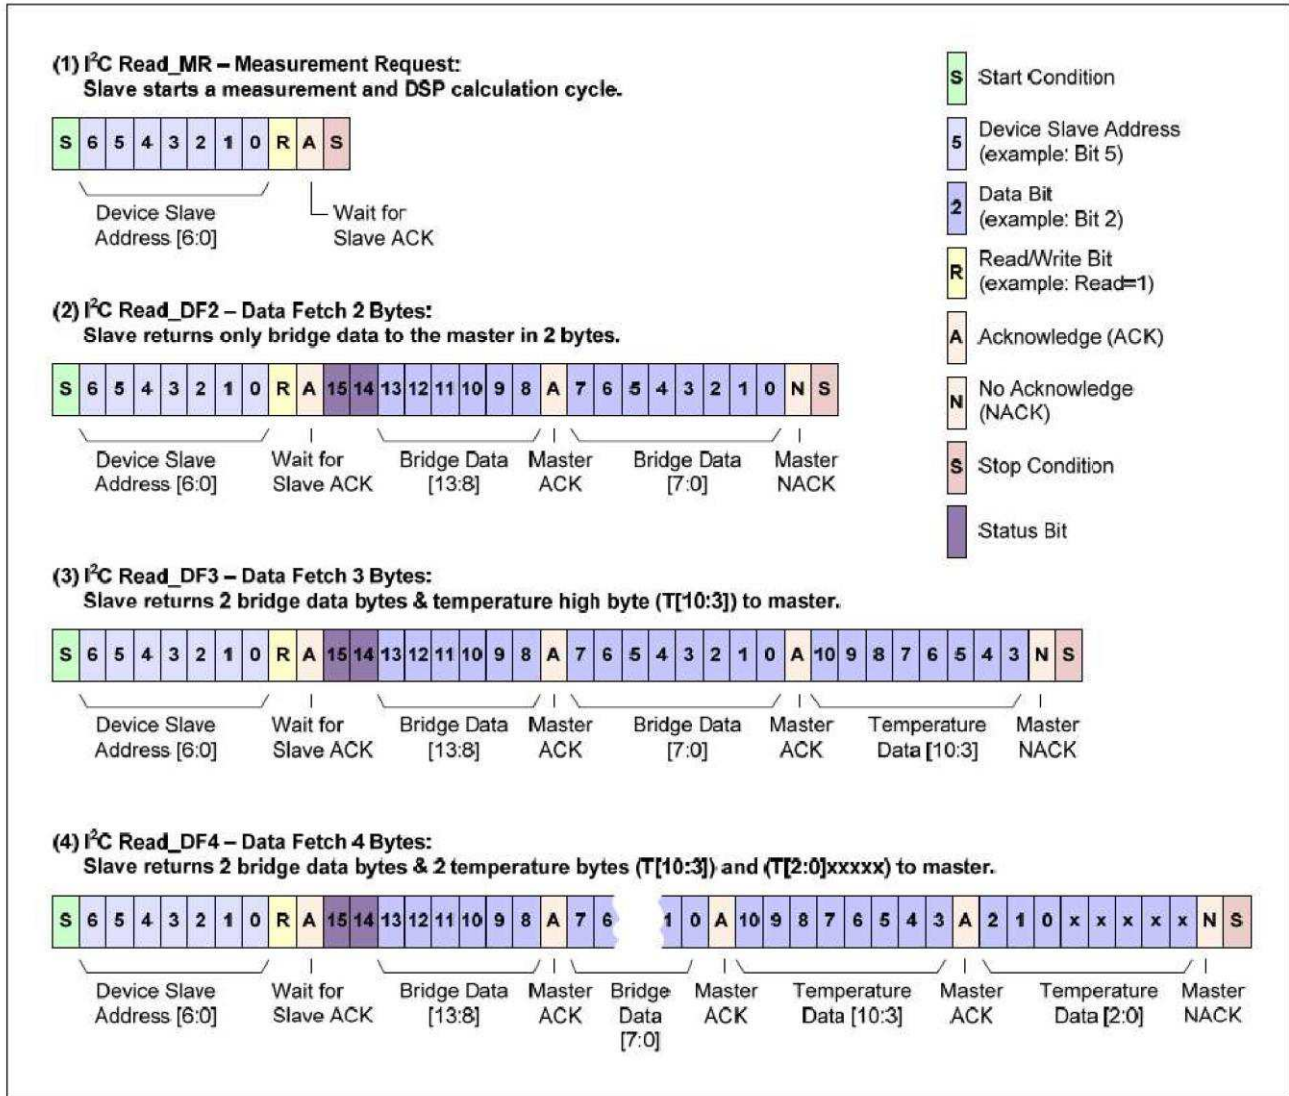 (1) I²C Read_MR – Measurement Request:
Slave starts a measurement and DSP calculation cycle.
S 6 5 4 3 2 1 0 R A S
Device Slave
Address [6:0]
Wait for
Slave ACK
(2) I²C Read_DF2 – Data Fetch 2 Bytes:
Slave returns only bridge data to the master in 2 bytes.
S 6 5 4 3 2 1 0 R A 15 14 13 12 11 10 9 8 A 7 6 5 4 3 2 1 0 N S
Device Slave Wait for Bridge Data Master Bridge Data Master
Address [6:0] Slave ACK [13:8] ACK [7:0] NACK
(3) I²C Read_DF3 – Data Fetch 3 Bytes:
Slave returns 2 bridge data bytes & temperature high byte (T[10:3]) to master.
S 6 5 4 3 2 1 0 R A 15 14 13 12 11 10 9 8 A 7 6 5 4 3 2 1 0 A 10 9 8 7 6 5 4 3 N S
Device Slave Wait for Bridge Data Master Bridge Data Master Temperature Master
Address [6:0] Slave ACK [13:8] ACK [7:0] ACK Data [10:3] NACK
(4) I²C Read_DF4 – Data Fetch 4 Bytes:
Slave returns 2 bridge data bytes & 2 temperature bytes (T[10:3]) and (T[2:0]xxxxx) to master.
S 6 5 4 3 2 1 0 R A 15 14 13 12 11 10 9 8 A 7 6 1 0 A 10 9 8 7 6 5 4 3 A 2 1 0 x x x x x N S
Device Slave Wait for Bridge Data Master Bridge Master Temperature Master Temperature Master
Address [6:0] Slave ACK [13:8] ACK Data ACK Data [10:3] ACK Data [2:0] NACK
[7:0]
S Start Condition
5 Device Slave Address
(example: Bit 5)
2 Data Bit
(example: Bit 2)
R Read/Write Bit
(example: Read=1)
A Acknowledge (ACK)
N No Acknowledge
(NACK)
S Stop Condition
Status Bit